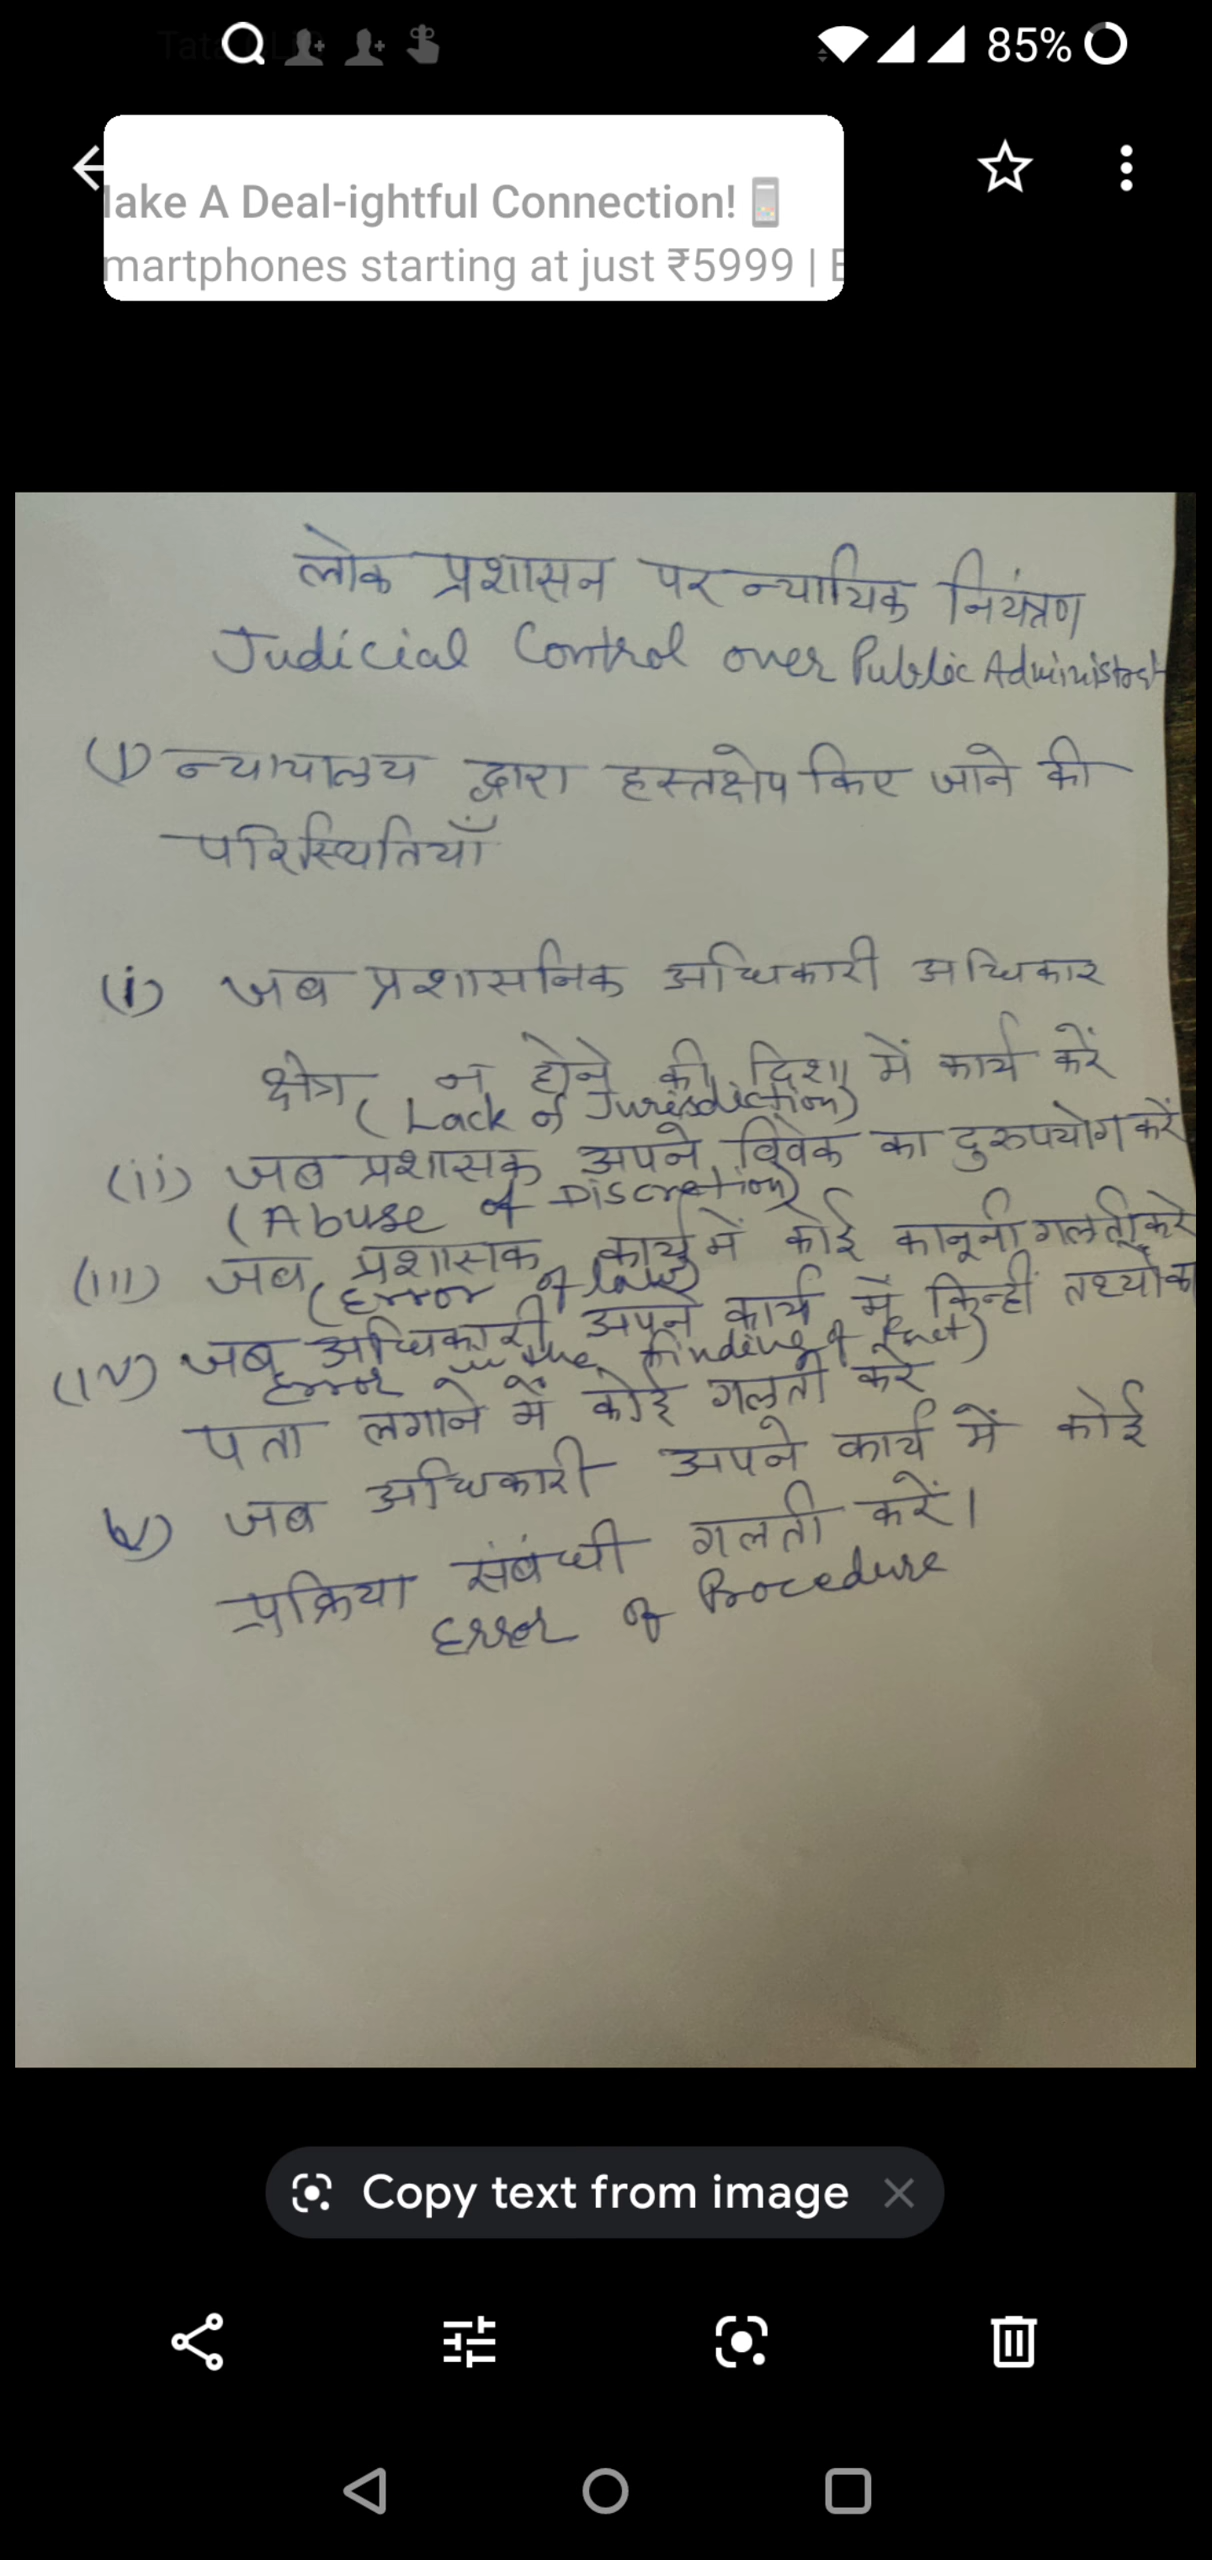 85%
Make A Deal-ightful Connection!
martphones starting at just ₹5999 |
लोक प्रशासन पर न्यायिक नियंत्रण
Judicial Control over Public Administrat
(1) न्यायालय द्वारा हस्तक्षेप किए जाने की
परिस्थितियाँ
(i) जब प्रशासनिक अधिकारी अधिकार
क्षेत्र न होने की दिशा में कार्य करें
(Lack of Jurisdiction)
(ii) जब प्रशासक अपने विवेक का दुरुपयोग करें
(Abuse of Discretion)
(iii) जब प्रशासक कार्य में कोई कानूनी गलती करे
(Error of law)
(iv) जब अधिकारी अपने कार्य में किन्हीं तथ्यों का
Error in the finding of fact)
पता लगाने में कोई गलती करे
v) जब अधिकारी अपने कार्य में कोई
प्रक्रिया संबंधी गलती करें।
Error of Procedure
Copy text from image